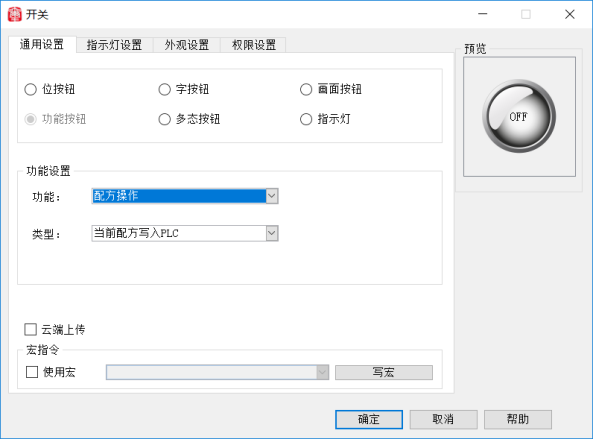 开关
通用设置 指示灯设置 外观设置 权限设置
预览
位按钮 字按钮 画面按钮
OFF
功能按钮 多态按钮 指示灯
功能设置
功能： 配方操作
类型： 当前配方写入PLC
云端上传
宏指令
使用宏 写宏
确定 取消 帮助